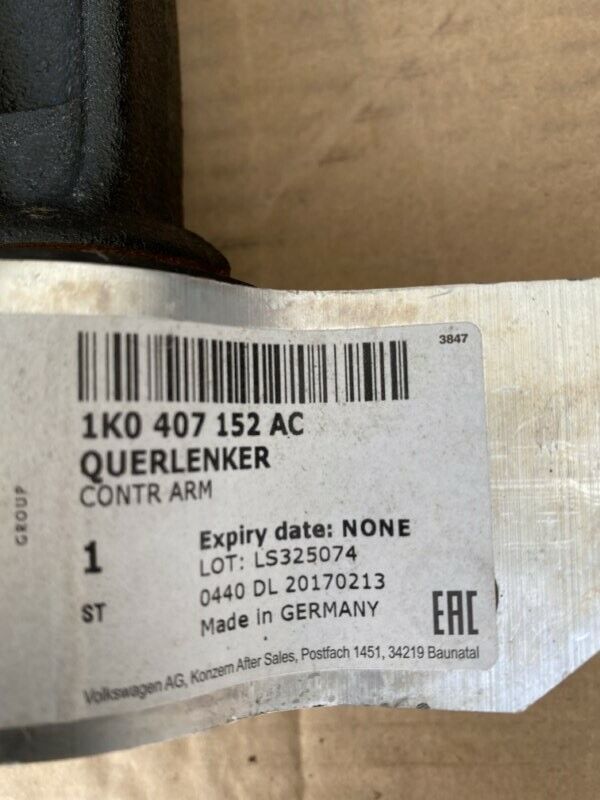 3847
1K0 407 152 AC
QUERLENKER
CONTR ARM
GROUP
1
ST
Expiry date: NONE
LOT: LS325074
0440 DL 20170213
Made in GERMANY
EAC
Volkswagen AG, Konzern After Sales, Postfach 1451, 34219 Baunatal